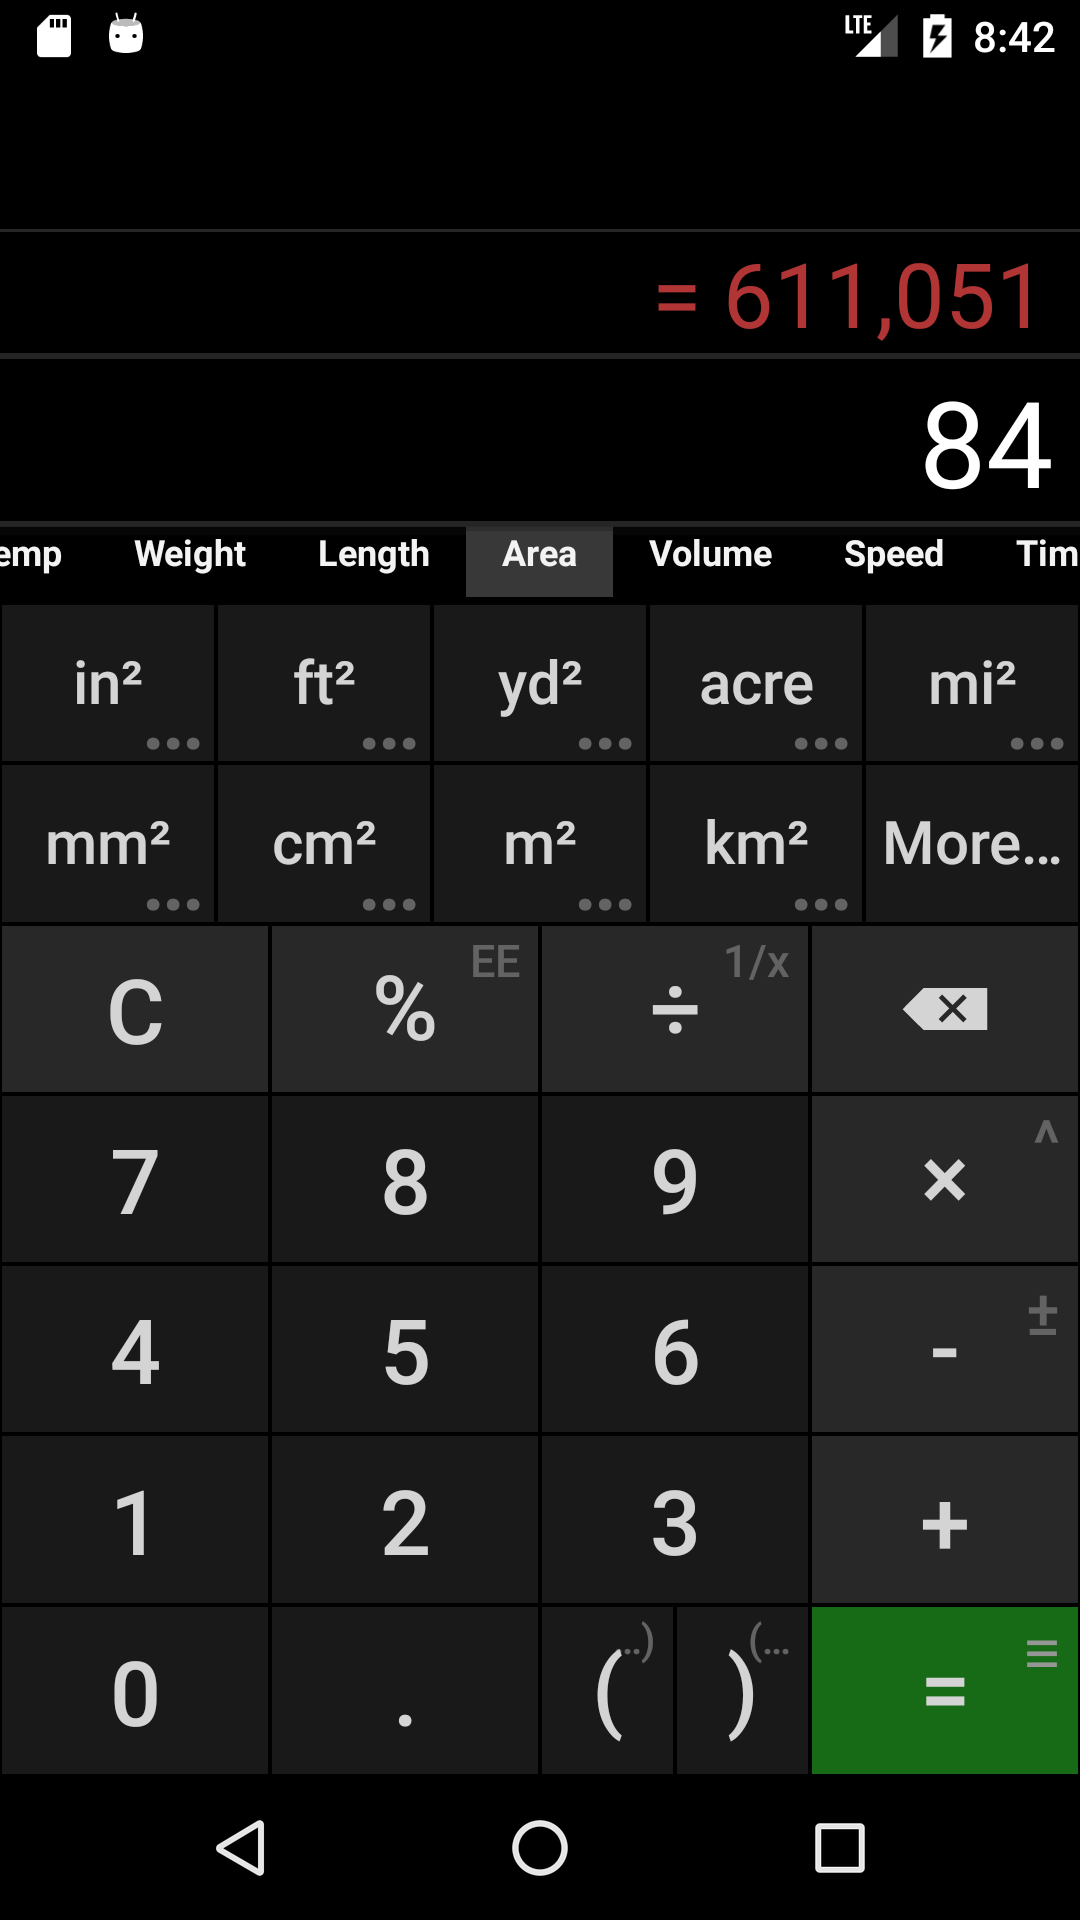 LTE 8:42
= 611,051
84
emp Weight Length Area Volume Speed Tim
in² ft² yd² acre mi²
mm² cm² m² km² More...
C % EE ÷ 1/x
7 8 9 × ^
4 5 6 - ±
1 2 3 +
0 . ( ..) ) (... =